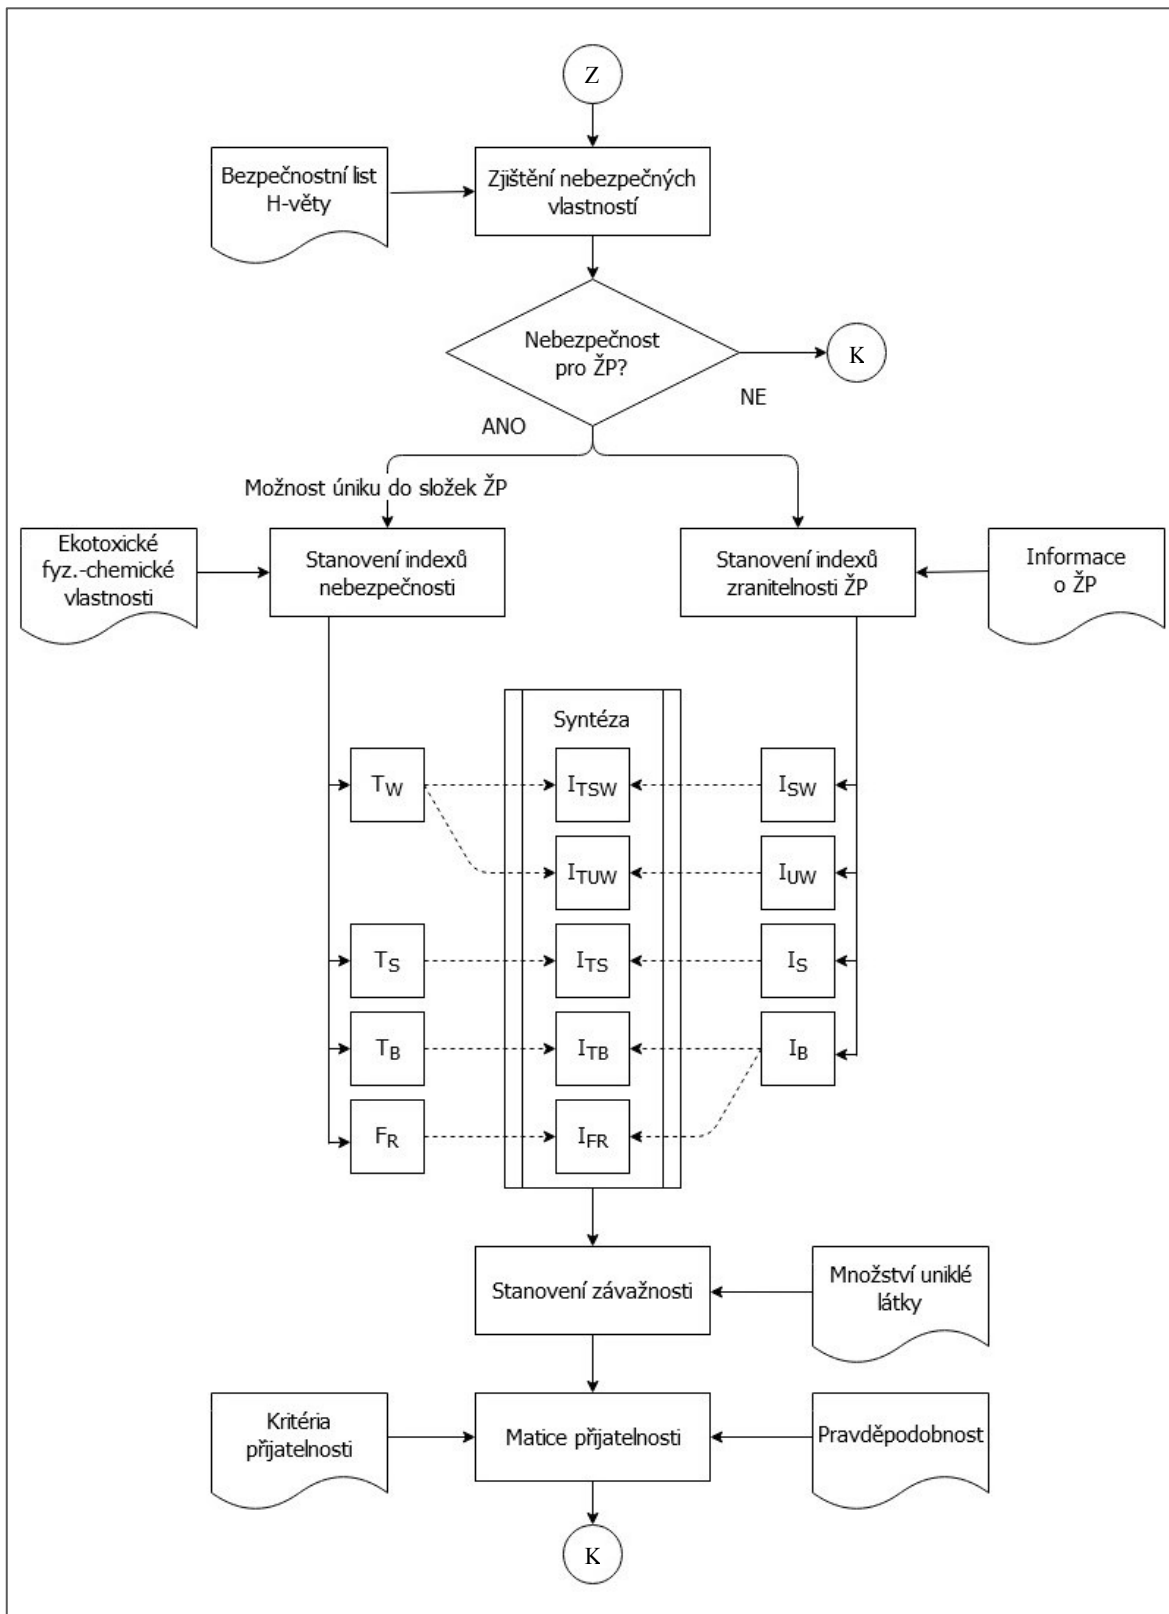 Z
Bezpečnostní list
H-věty
Zjištění nebezpečných
vlastností
Nebezpečnost
pro ŽP?
K
NE
ANO
Možnost úniku do složek ŽP
Ekotoxické
fyz.-chemické
vlastnosti
Stanovení indexů
nebezpečnosti
Stanovení indexů
zranitelnosti ŽP
Informace
o ŽP
Syntéza
TW
ITSW
ISW
ITUW
IUW
TS
ITS
IS
TB
ITB
IB
FR
IFR
Stanovení závažnosti
Množství uniklé
látky
Kritéria
přijatelnosti
Matice přijatelnosti
Pravděpodobnost
K